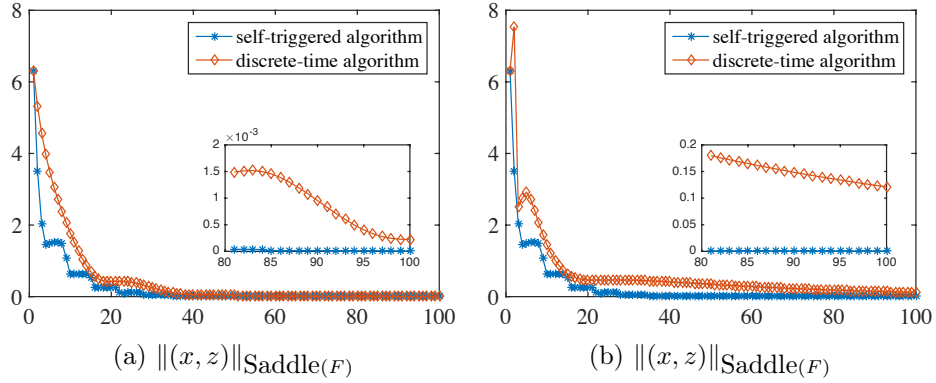 8
6
4
2
0
0 20 40 60 80 100
self-triggered algorithm
discrete-time algorithm
×10^-3
2
1.5
1
0.5
0
80 85 90 95 100
(a) ‖(x, z)‖Saddle(F)
8
6
4
2
0
0 20 40 60 80 100
self-triggered algorithm
discrete-time algorithm
0.2
0.15
0.1
0.05
0
80 85 90 95 100
(b) ‖(x, z)‖Saddle(F)